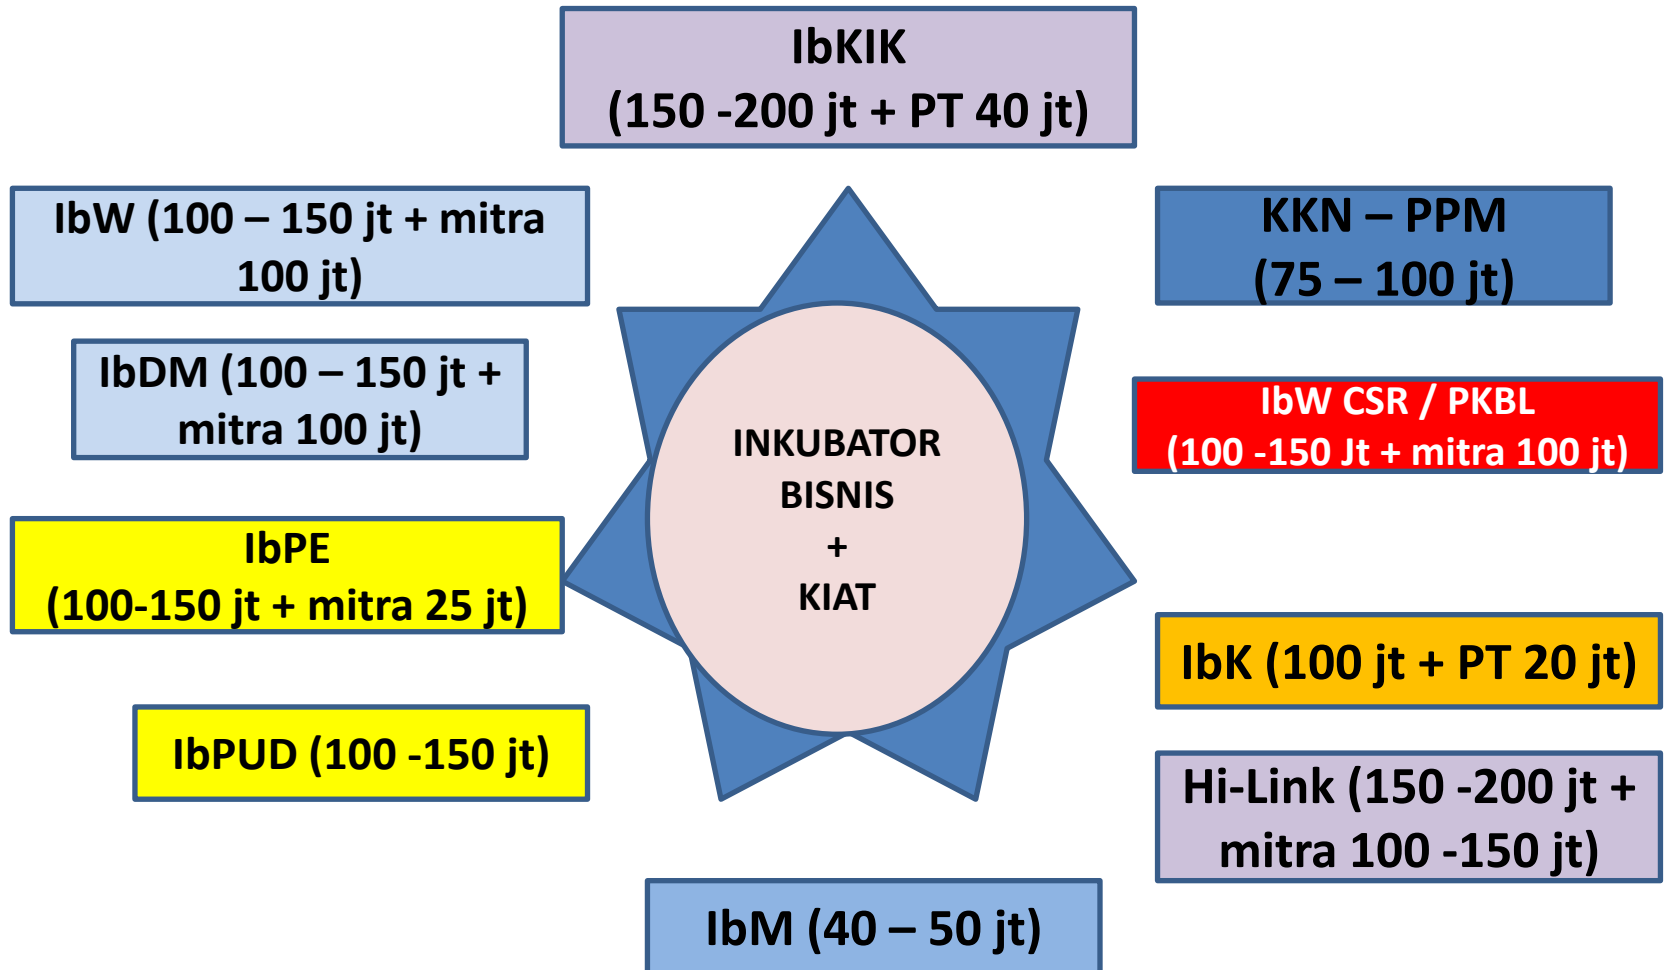 IbKIK
(150 -200 jt + PT 40 jt)
IbW (100 – 150 jt + mitra
100 jt)
KKN – PPM
(75 – 100 jt)
IbDM (100 – 150 jt +
mitra 100 jt)
IbW CSR / PKBL
(100 -150 Jt + mitra 100 jt)
INKUBATOR
BISNIS
+
KIAT
IbPE
(100-150 jt + mitra 25 jt)
IbK (100 jt + PT 20 jt)
IbPUD (100 -150 jt)
Hi-Link (150 -200 jt +
mitra 100 -150 jt)
IbM (40 – 50 jt)